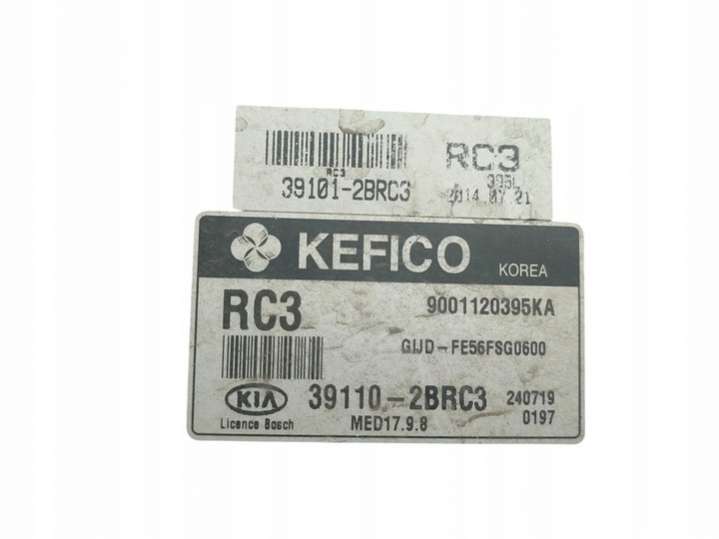 RC3
RC3
39101-2BRC3
395L
2014.07.21
KEFICO KOREA
RC3 9001120395KA
GIJD-FE56FSG0600
KIA 39110-2BRC3 240719
Licence Bosch MED17.9.8 0197